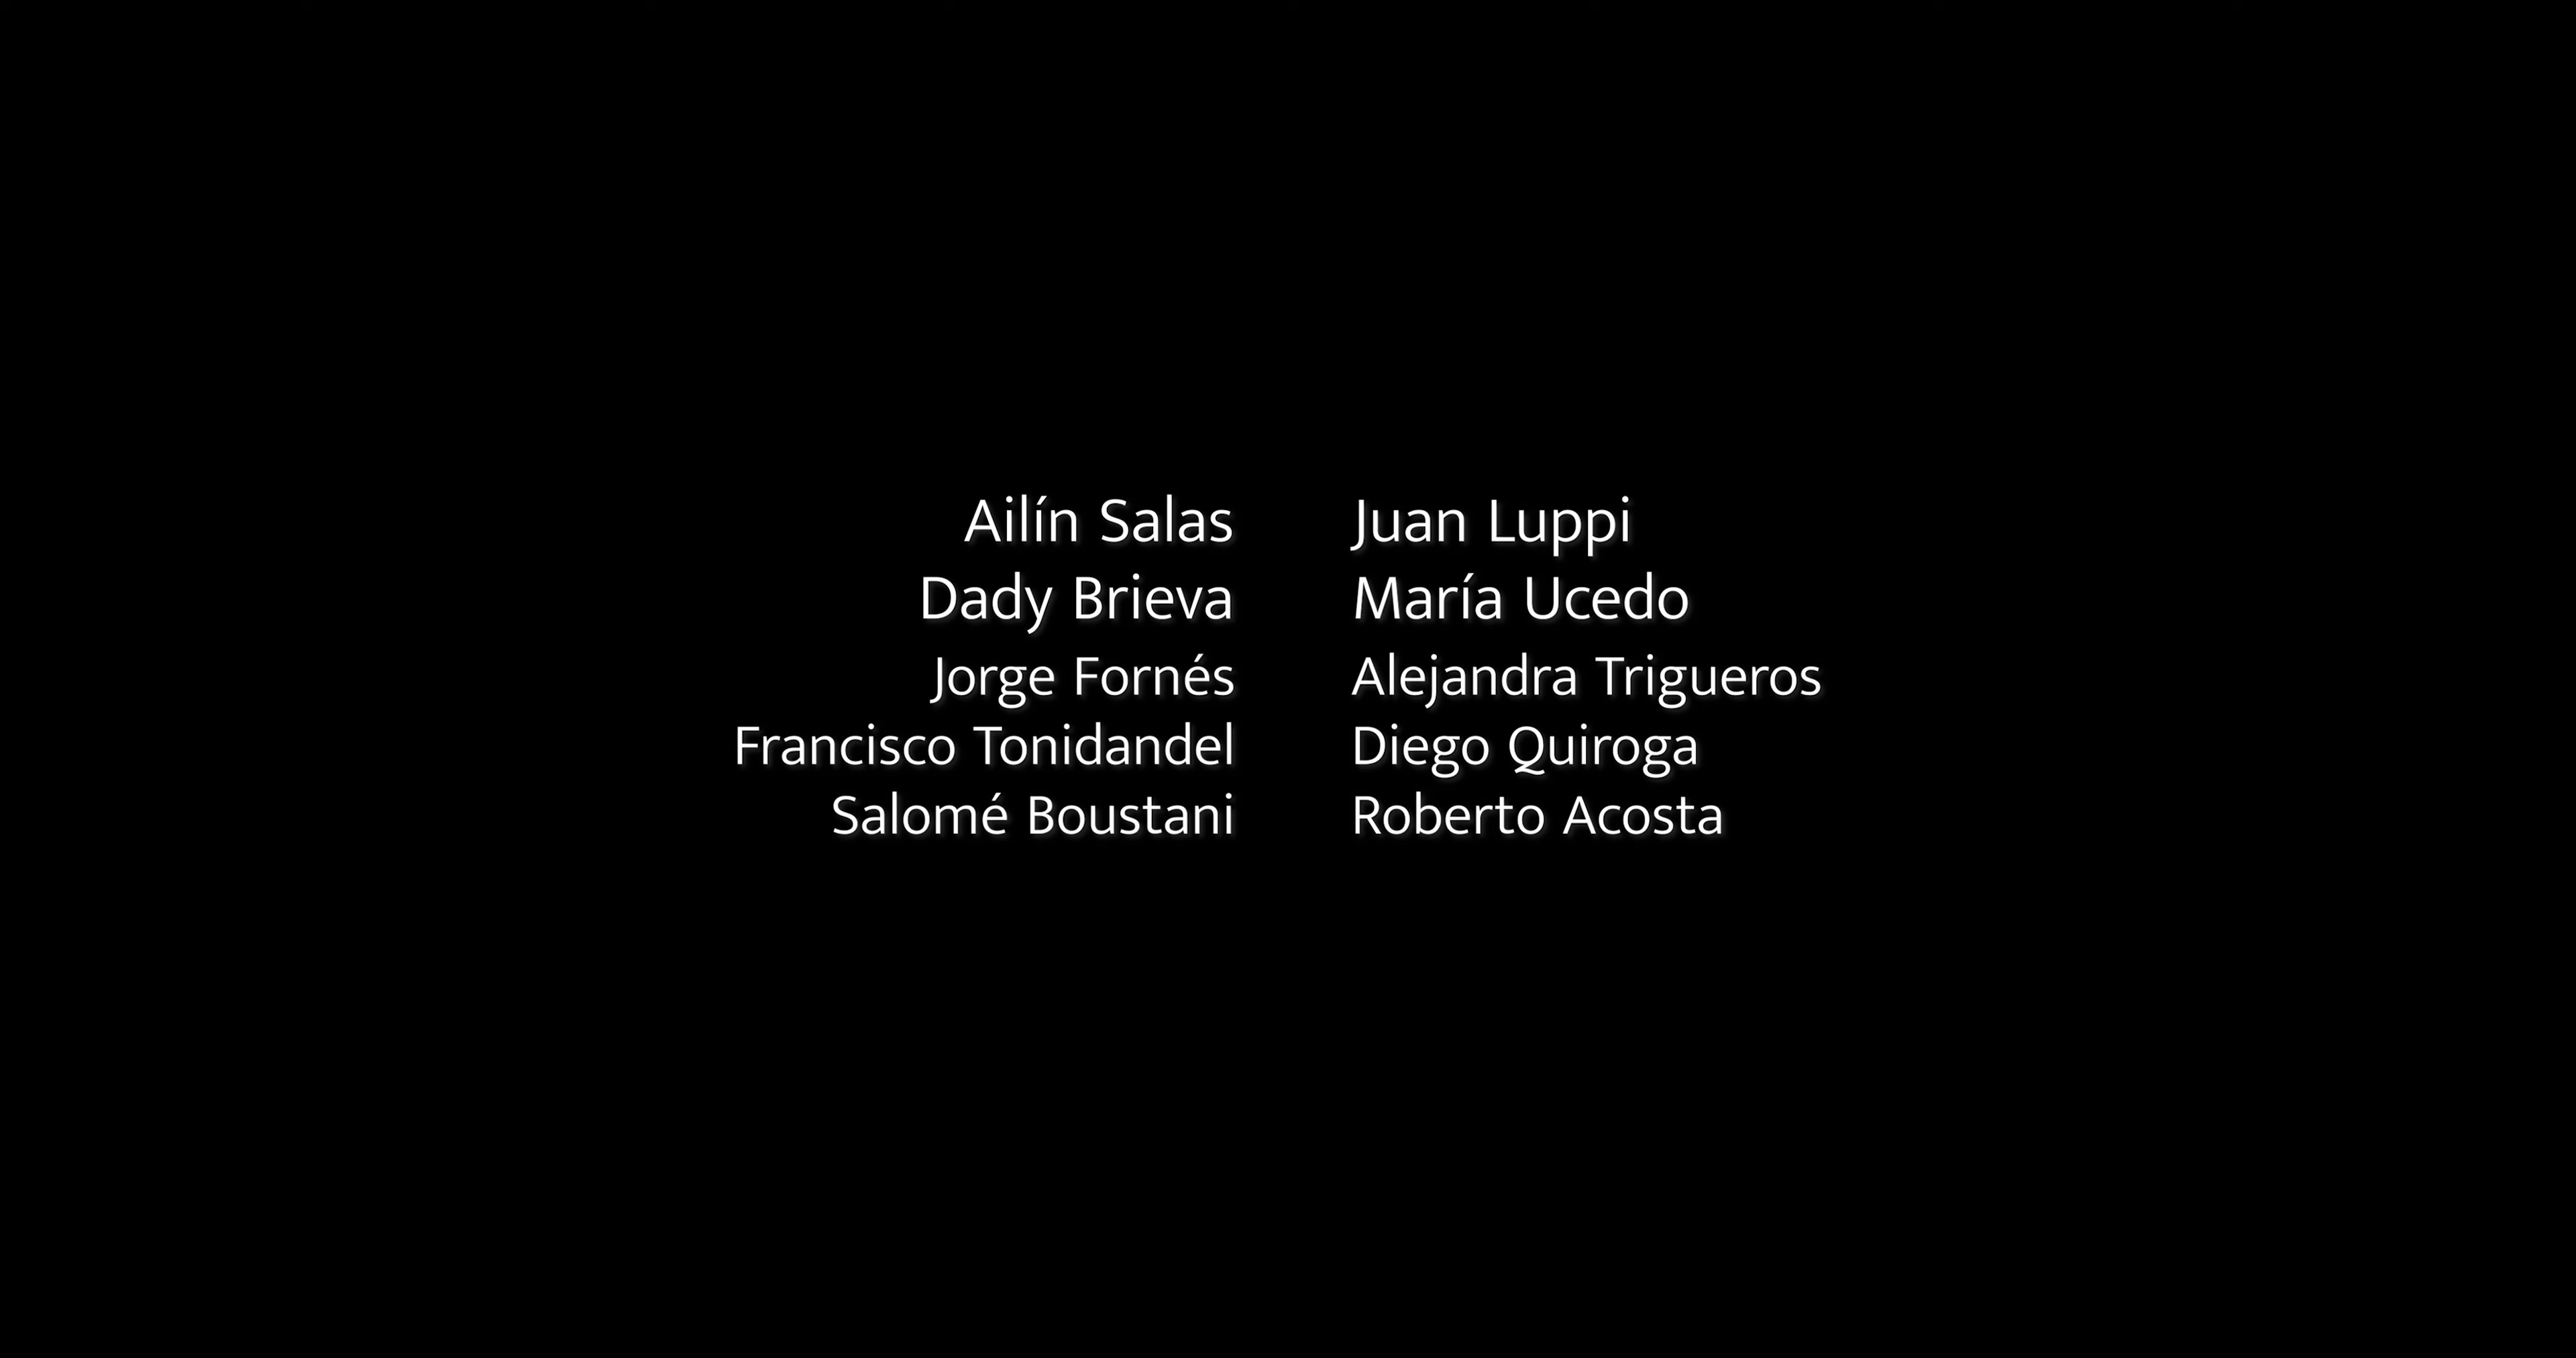 Ailín Salas Juan Luppi
Dady Brieva María Ucedo
Jorge Fornés Alejandra Trigueros
Francisco Tonidandel Diego Quiroga
Salomé Boustani Roberto Acosta